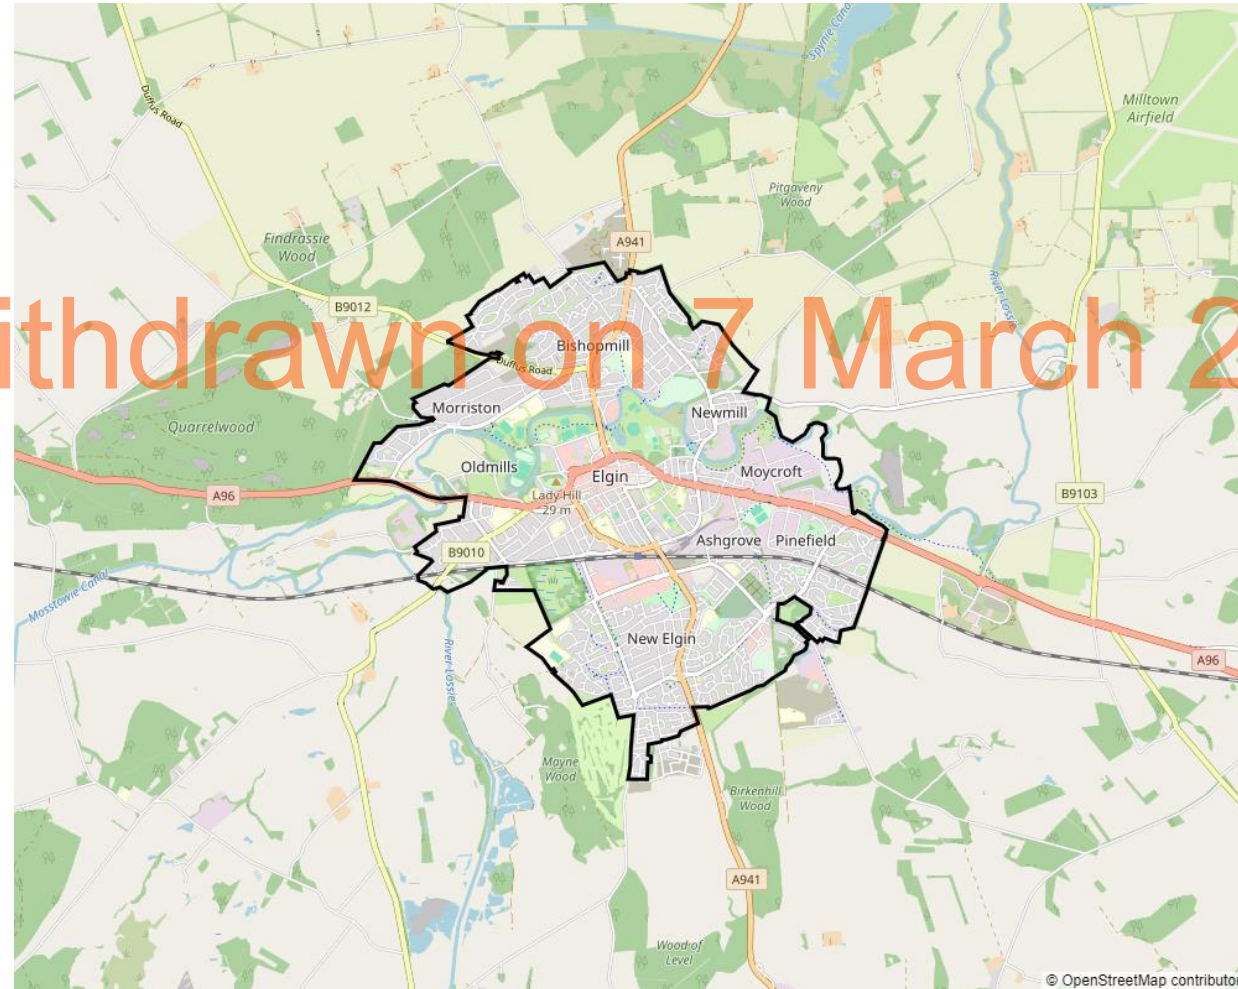 Spynie Canal
Duffus Road
Milltown
Airfield
Pitgaveny
Wood
Findrassie
Wood
A941
River Lossie
B9012
ithdrawn on 7 March 2
Bishopmill
Duffus Road
Morriston
Newmill
Quarrelwood
Oldmills
Elgin
Moycroft
A96
Lady Hill
29 m
B9103
Ashgrove
Pinefield
B9010
Mosstowie Canal
New Elgin
River Lossie
A96
Mayne
Wood
Birkenhill
Wood
A941
Wood of
Level
© OpenStreetMap contributor